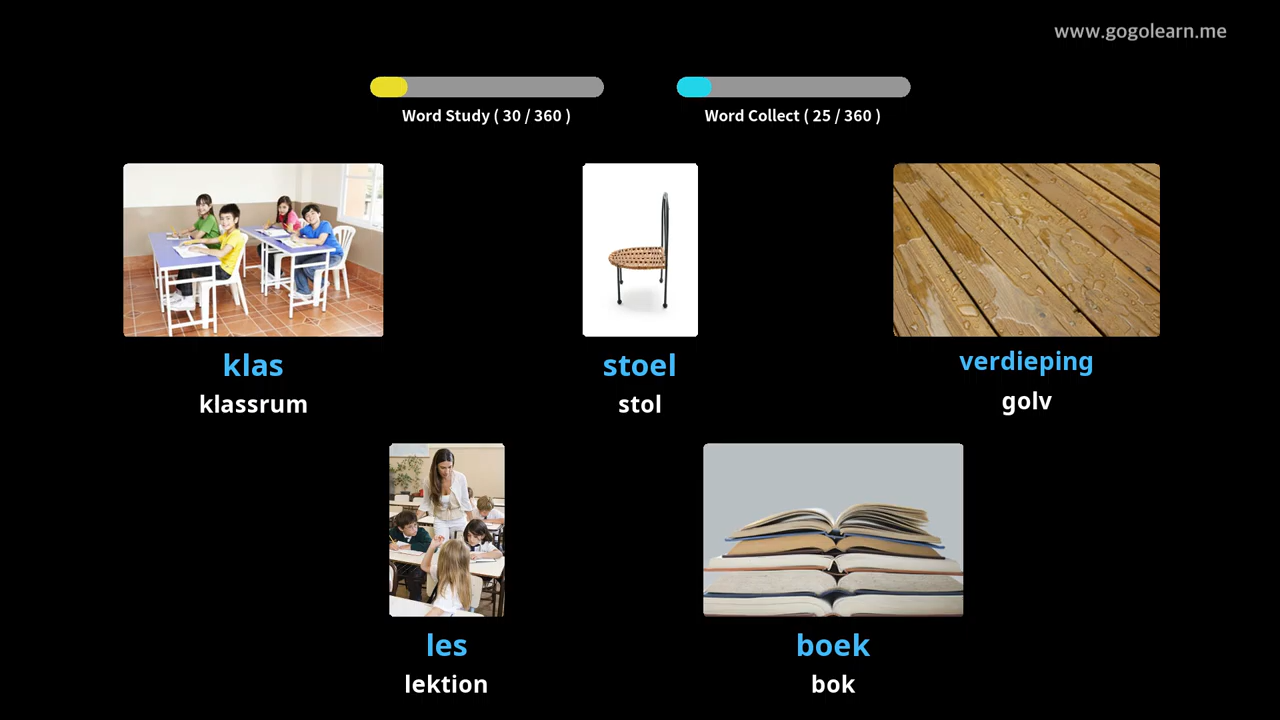 www.gogolearn.me
Word Study ( 30 / 360 )
Word Collect ( 25 / 360 )
klas
klassrum
stoel
stol
verdieping
golv
les
lektion
boek
bok